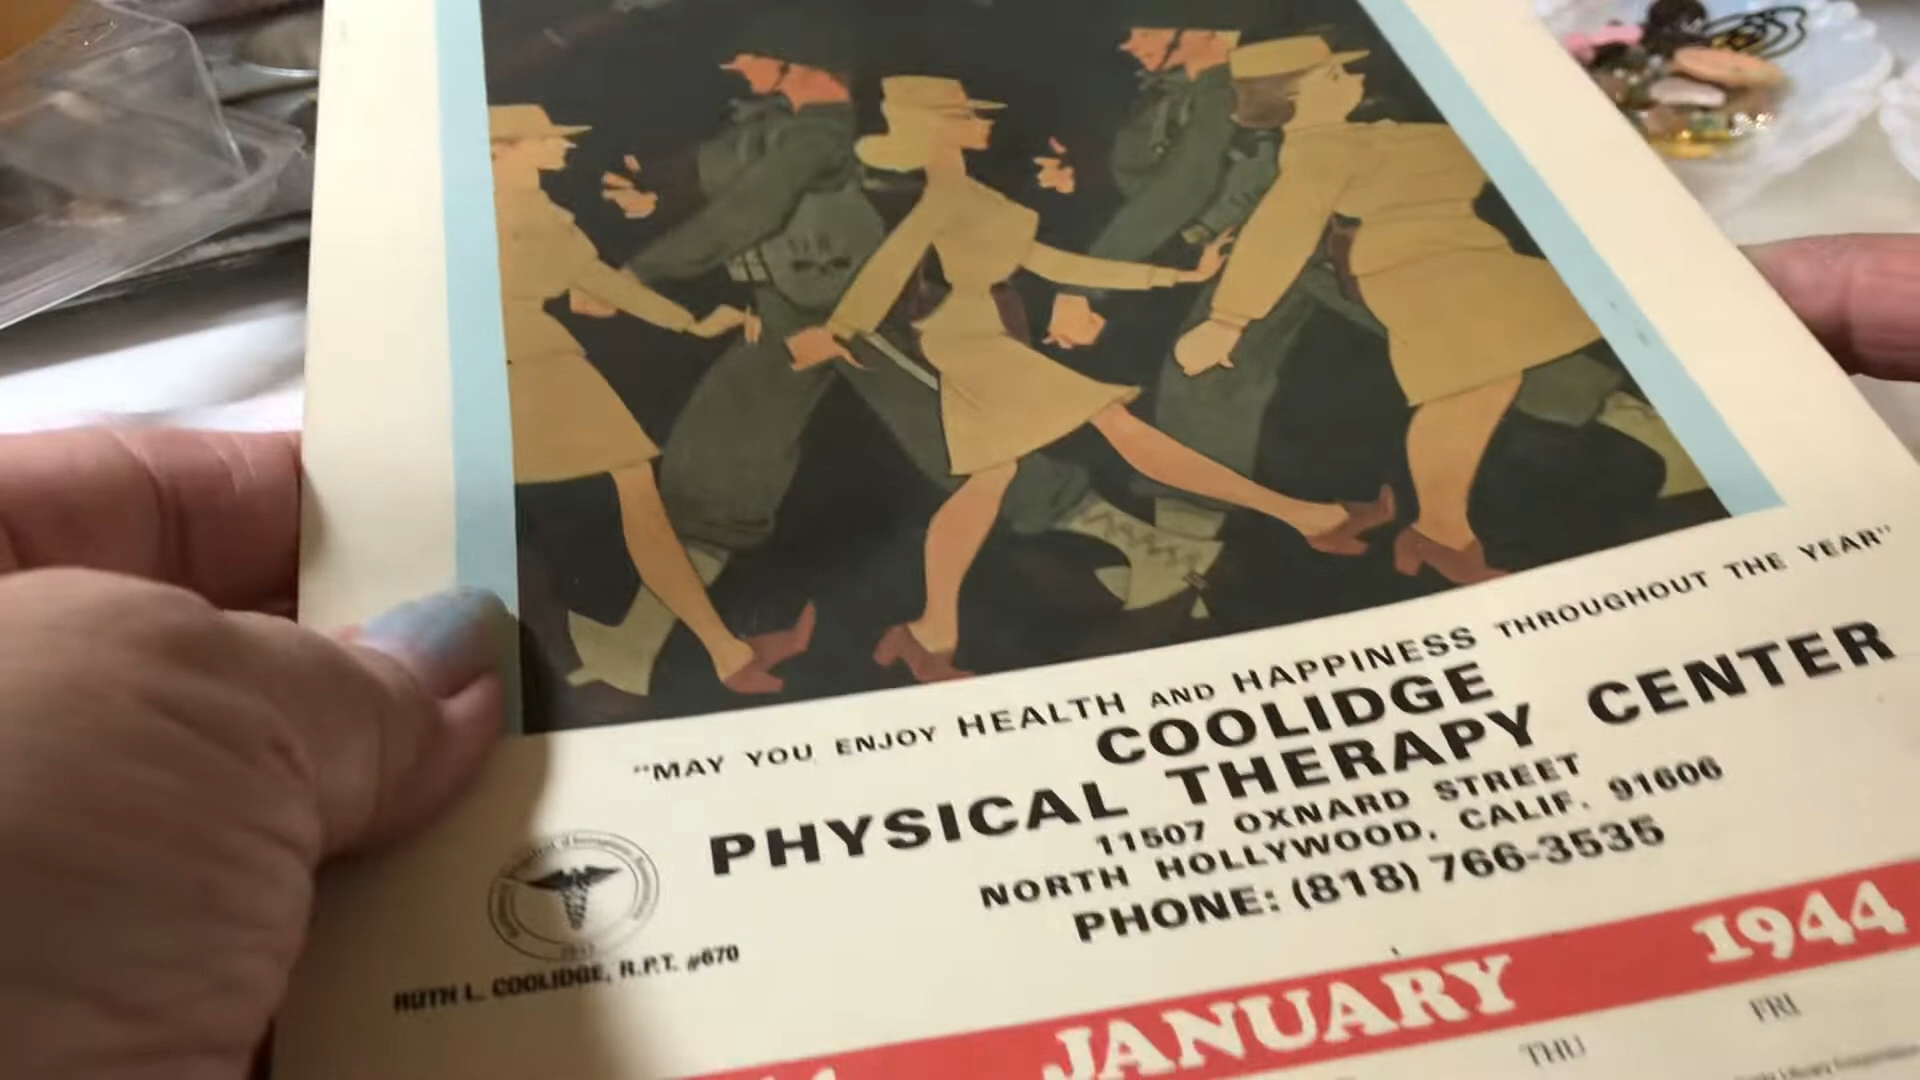 "MAY YOU ENJOY HEALTH AND HAPPINESS THROUGHOUT THE YEAR"
COOLIDGE
PHYSICAL THERAPY CENTER
11507 OXNARD STREET
NORTH HOLLYWOOD, CALIF. 91606
PHONE: (818) 766-3535
RUTH L. COOLIDGE, R.P.T. #670
JANUARY 1944
THU FRI